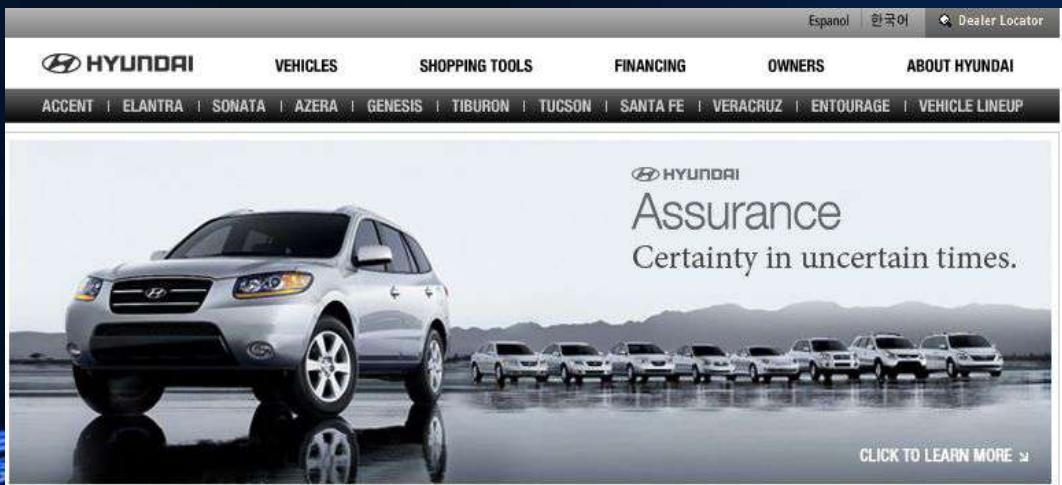 Espanol | 한국어 Dealer Locator
HYUNDAI VEHICLES SHOPPING TOOLS FINANCING OWNERS ABOUT HYUNDAI
ACCENT | ELANTRA | SONATA | AZERA | GENESIS | TIBURON | TUCSON | SANTA FE | VERACRUZ | ENTOURAGE | VEHICLE LINEUP
HYUNDAI
Assurance
Certainty in uncertain times.
CLICK TO LEARN MORE